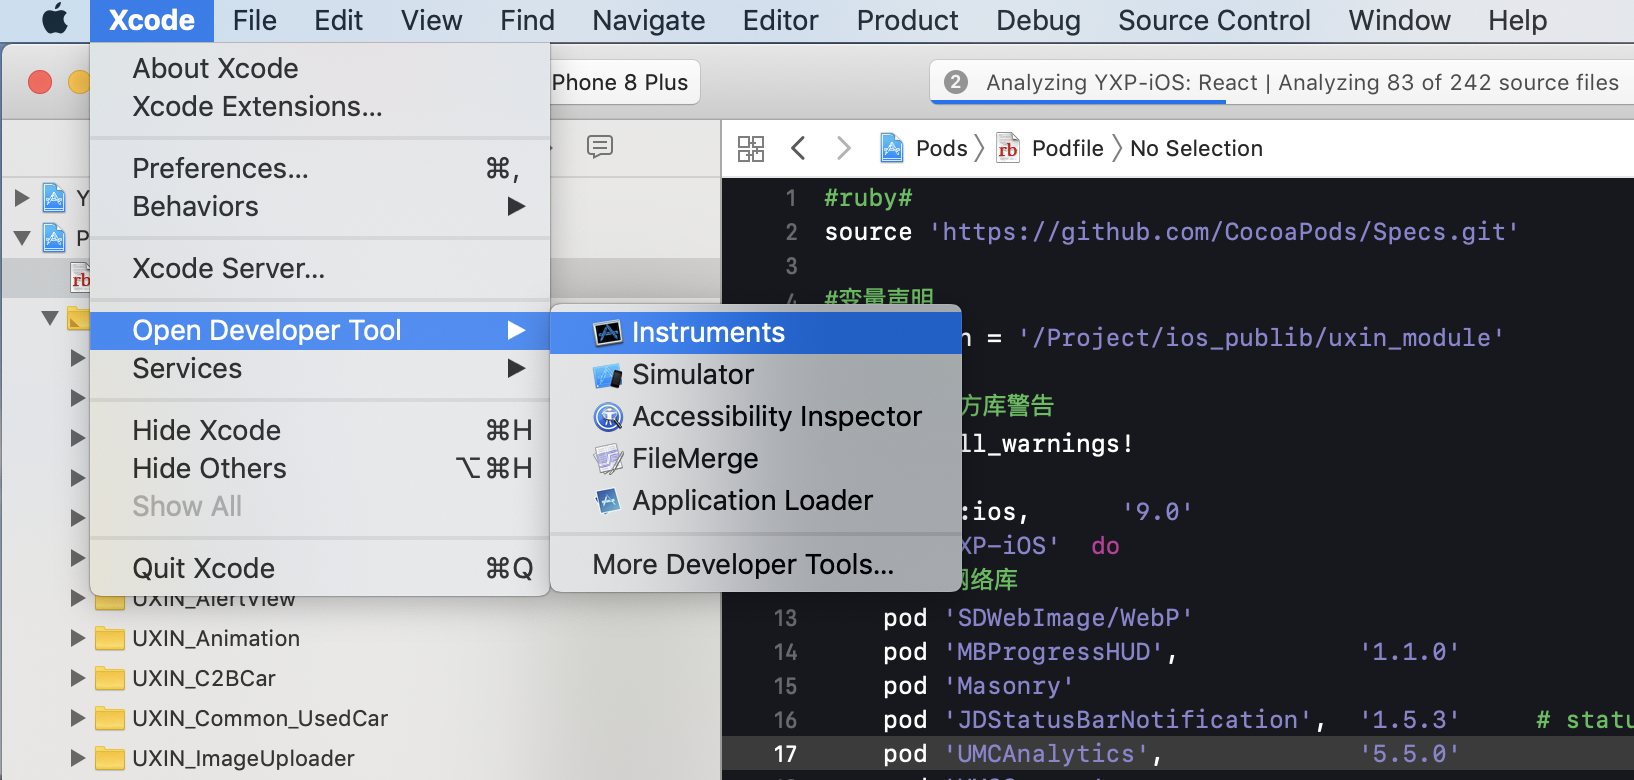 Xcode File Edit View Find Navigate Editor Product Debug Source Control Window Help
About Xcode
Xcode Extensions...
Preferences... ⌘,
Behaviors ▶
Xcode Server...
Open Developer Tool ▶
Services ▶
Hide Xcode ⌘H
Hide Others ⌥⌘H
Show All
Quit Xcode ⌘Q
Instruments
Simulator
Accessibility Inspector
FileMerge
Application Loader
More Developer Tools...
Phone 8 Plus
2 Analyzing YXP-iOS: React | Analyzing 83 of 242 source files
Pods 〉 rb Podfile 〉 No Selection
Y
P
rb
UXIN_AlertView
UXIN_Animation
UXIN_C2BCar
UXIN_Common_UsedCar
UXIN_ImageUploader
1 #ruby#
2 source 'https://github.com/CocoaPods/Specs.git'
3
4 #变量声明
= '/Project/ios_publib/uxin_module'
方库警告
ll_warnings!
:ios, '9.0'
XP-iOS' do
网络库
13 pod 'SDWebImage/WebP'
14 pod 'MBProgressHUD', '1.1.0'
15 pod 'Masonry'
16 pod 'JDStatusBarNotification', '1.5.3' # statu
17 pod 'UMCAnalytics', '5.5.0'